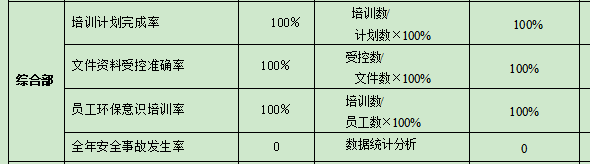 综合部
培训计划完成率 100% 培训数/
计划数×100% 100%
文件资料受控准确率 100% 受控数/
文件数×100% 100%
员工环保意识培训率 100% 培训数/
员工数×100% 100%
全年安全事故发生率 0 数据统计分析 0